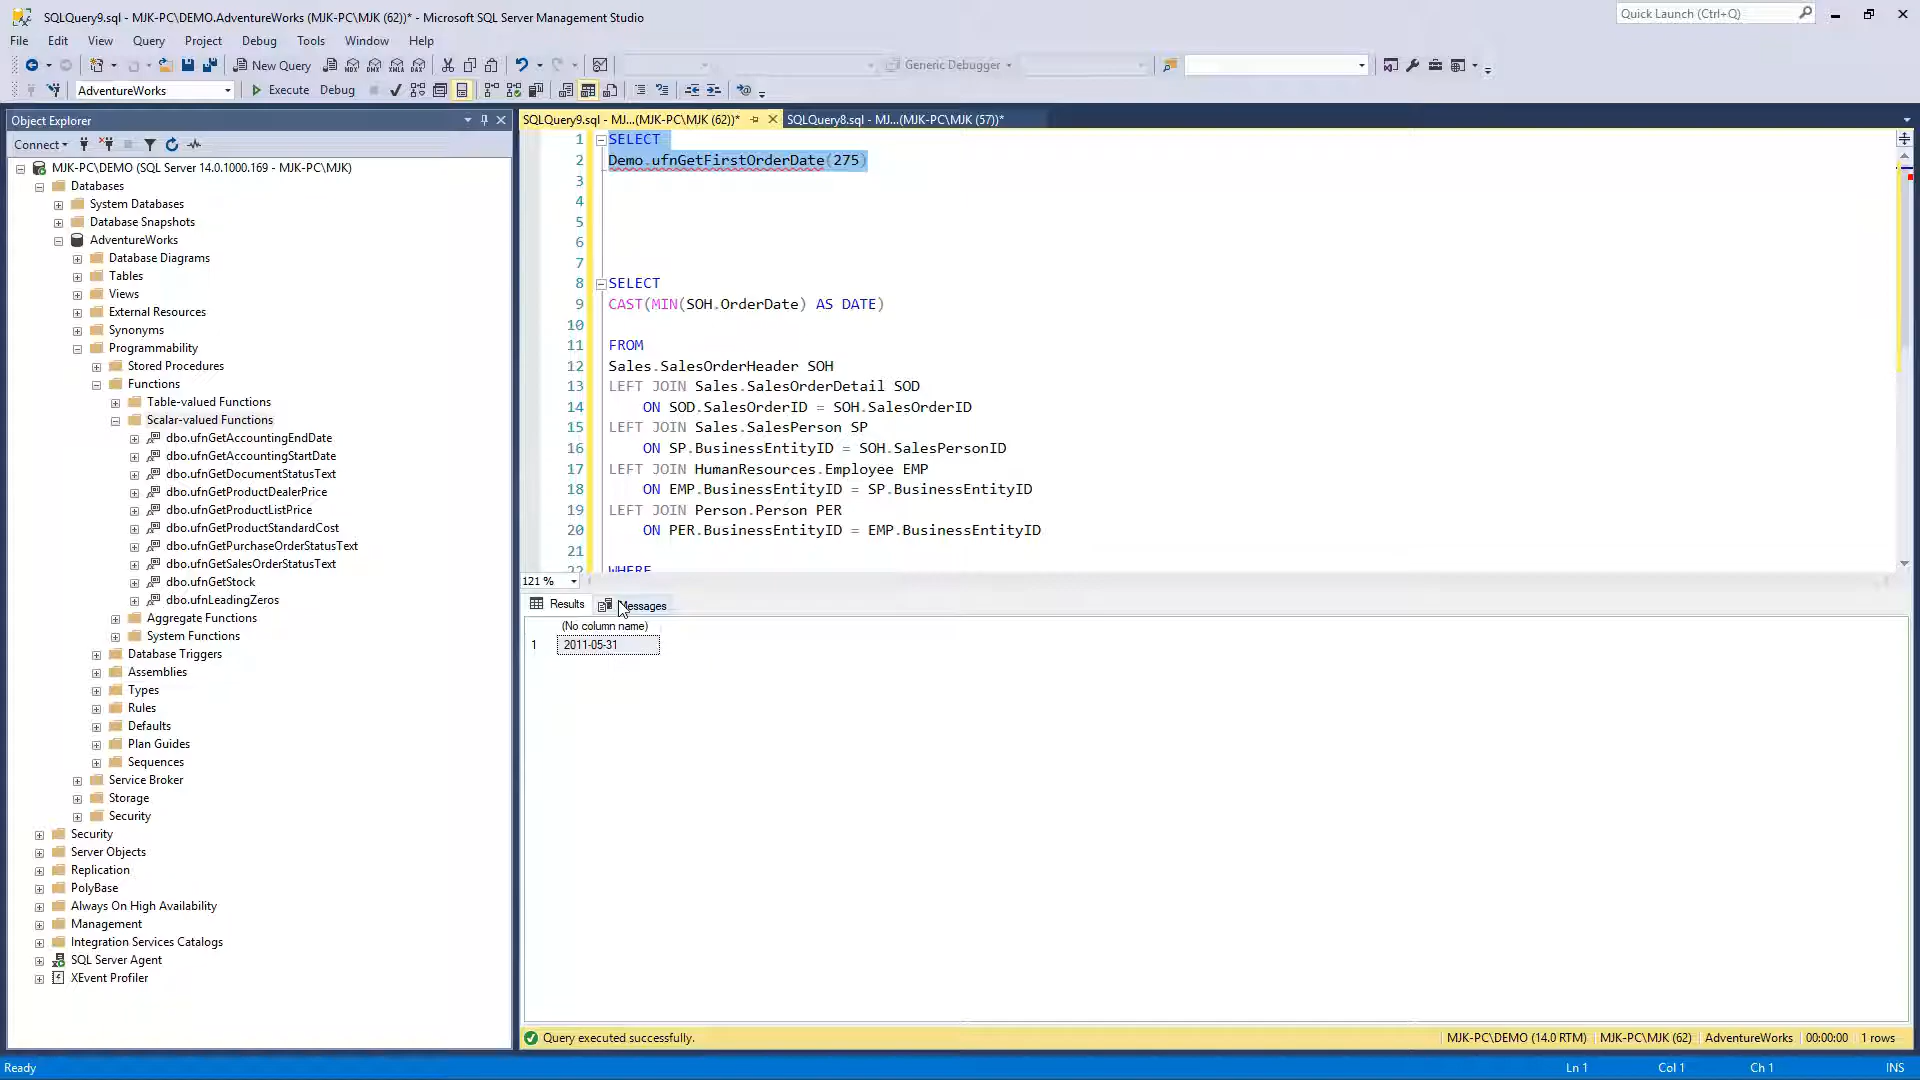 SQLQuery9.sql - MJK-PC\DEMO.AdventureWorks (MJK-PC\MJK (62))* - Microsoft SQL Server Management Studio
Quick Launch (Ctrl+Q)
File Edit View Query Project Debug Tools Window Help
New Query
Generic Debugger
AdventureWorks
Execute
Debug
Object Explorer
Connect
MJK-PC\DEMO (SQL Server 14.0.1000.169 - MJK-PC\MJK)
Databases
System Databases
Database Snapshots
AdventureWorks
Database Diagrams
Tables
Views
External Resources
Synonyms
Programmability
Stored Procedures
Functions
Table-valued Functions
Scalar-valued Functions
dbo.ufnGetAccountingEndDate
dbo.ufnGetAccountingStartDate
dbo.ufnGetDocumentStatusText
dbo.ufnGetProductDealerPrice
dbo.ufnGetProductListPrice
dbo.ufnGetProductStandardCost
dbo.ufnGetPurchaseOrderStatusText
dbo.ufnGetSalesOrderStatusText
dbo.ufnGetStock
dbo.ufnLeadingZeros
Aggregate Functions
System Functions
Database Triggers
Assemblies
Types
Rules
Defaults
Plan Guides
Sequences
Service Broker
Storage
Security
Security
Server Objects
Replication
PolyBase
Always On High Availability
Management
Integration Services Catalogs
SQL Server Agent
XEvent Profiler
SQLQuery9.sql - MJ...(MJK-PC\MJK (62))*
SQLQuery8.sql - MJ...(MJK-PC\MJK (57))*
1 SELECT
2 Demo.ufnGetFirstOrderDate(275)
3
4
5
6
7
8 SELECT
9 CAST(MIN(SOH.OrderDate) AS DATE)
10
11 FROM
12 Sales.SalesOrderHeader SOH
13 LEFT JOIN Sales.SalesOrderDetail SOD
14 ON SOD.SalesOrderID = SOH.SalesOrderID
15 LEFT JOIN Sales.SalesPerson SP
16 ON SP.BusinessEntityID = SOH.SalesPersonID
17 LEFT JOIN HumanResources.Employee EMP
18 ON EMP.BusinessEntityID = SP.BusinessEntityID
19 LEFT JOIN Person.Person PER
20 ON PER.BusinessEntityID = EMP.BusinessEntityID
21
22 WHERE
121 %
Results
Messages
(No column name)
1 2011-05-31
Query executed successfully.
MJK-PC\DEMO (14.0 RTM)
MJK-PC\MJK (62)
AdventureWorks
00:00:00
1 rows
Ready
Ln 1
Col 1
Ch 1
INS